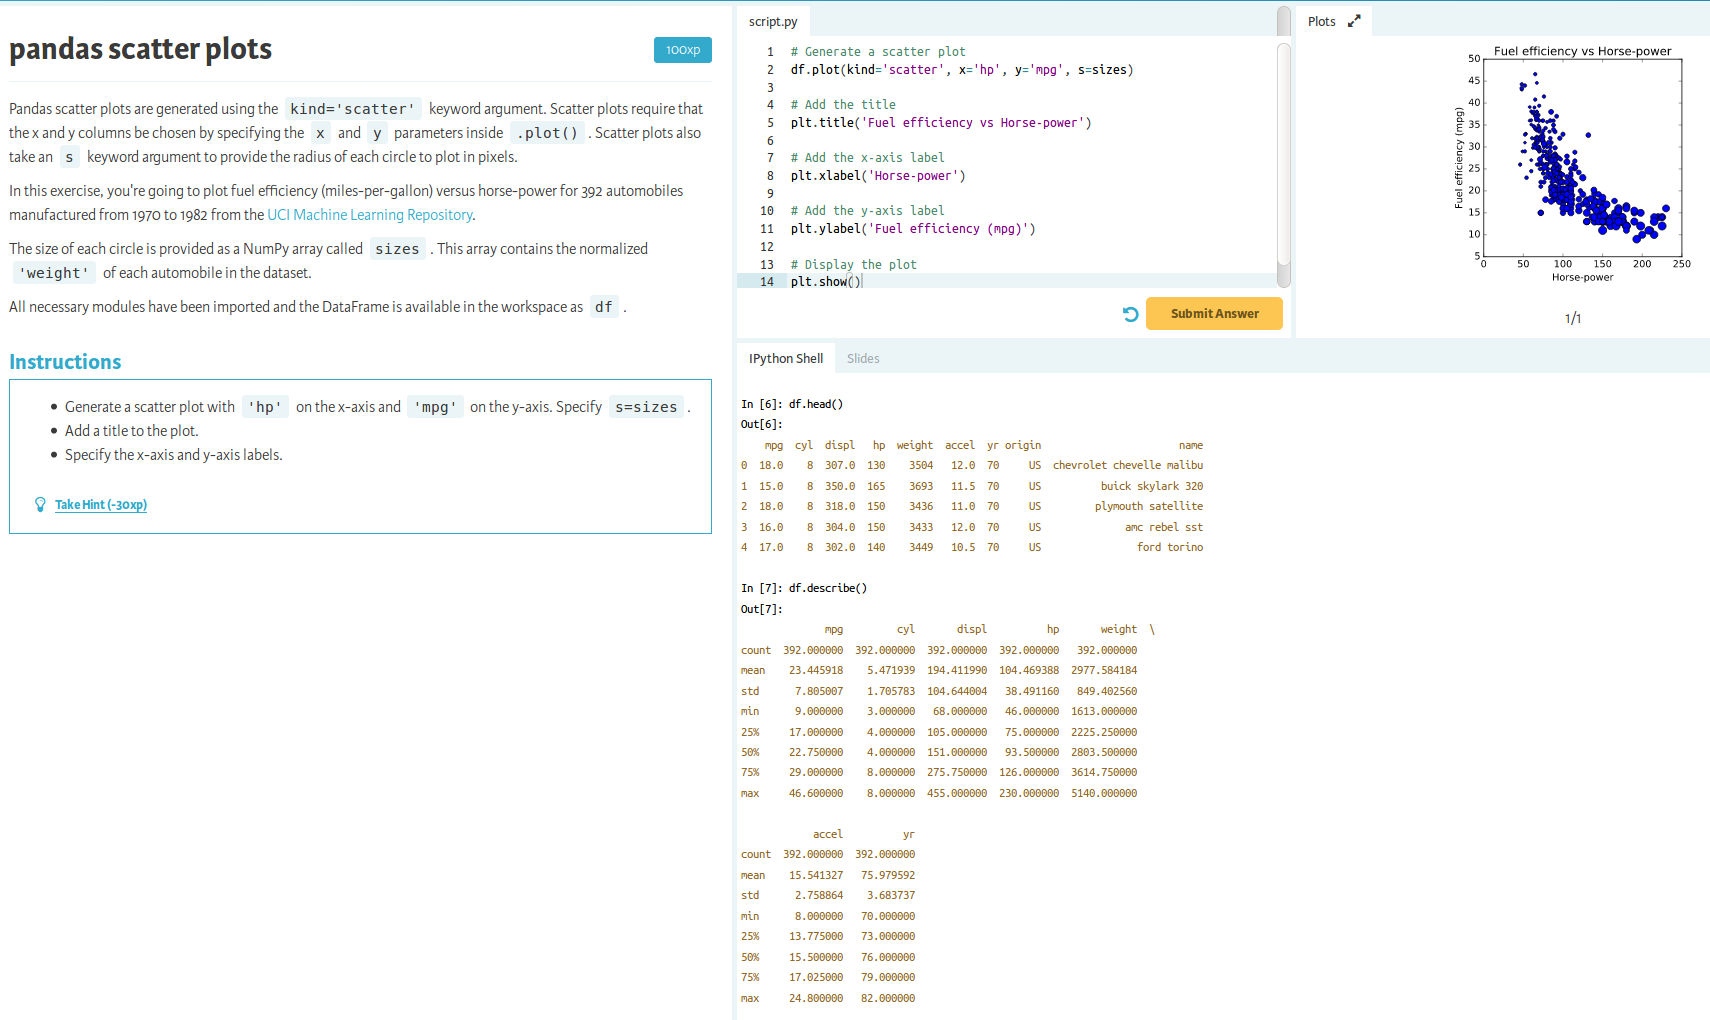 pandas scatter plots
100xp
Pandas scatter plots are generated using the kind='scatter' keyword argument. Scatter plots require that
the x and y columns be chosen by specifying the x and y parameters inside .plot() . Scatter plots also
take an s keyword argument to provide the radius of each circle to plot in pixels.
In this exercise, you're going to plot fuel efficiency (miles-per-gallon) versus horse-power for 392 automobiles
manufactured from 1970 to 1982 from the UCI Machine Learning Repository.
The size of each circle is provided as a NumPy array called sizes . This array contains the normalized
'weight' of each automobile in the dataset.
All necessary modules have been imported and the DataFrame is available in the workspace as df .
Instructions
• Generate a scatter plot with 'hp' on the x-axis and 'mpg' on the y-axis. Specify s=sizes .
• Add a title to the plot.
• Specify the x-axis and y-axis labels.
Take Hint (-30xp)
script.py
1 # Generate a scatter plot
2 df.plot(kind='scatter', x='hp', y='mpg', s=sizes)
3
4 # Add the title
5 plt.title('Fuel efficiency vs Horse-power')
6
7 # Add the x-axis label
8 plt.xlabel('Horse-power')
9
10 # Add the y-axis label
11 plt.ylabel('Fuel efficiency (mpg)')
12
13 # Display the plot
14 plt.show()
Submit Answer
Plots
Fuel efficiency vs Horse-power
50
45
40
35
30
25
20
15
10
5
Fuel efficiency (mpg)
0 50 100 150 200 250
Horse-power
1/1
IPython Shell Slides
In [6]: df.head()
Out[6]:
mpg cyl displ hp weight accel yr origin name
0 18.0 8 307.0 130 3504 12.0 70 US chevrolet chevelle malibu
1 15.0 8 350.0 165 3693 11.5 70 US buick skylark 320
2 18.0 8 318.0 150 3436 11.0 70 US plymouth satellite
3 16.0 8 304.0 150 3433 12.0 70 US amc rebel sst
4 17.0 8 302.0 140 3449 10.5 70 US ford torino
In [7]: df.describe()
Out[7]:
mpg cyl displ hp weight \
count 392.000000 392.000000 392.000000 392.000000 392.000000
mean 23.445918 5.471939 194.411990 104.469388 2977.584184
std 7.805007 1.705783 104.644004 38.491160 849.402560
min 9.000000 3.000000 68.000000 46.000000 1613.000000
25% 17.000000 4.000000 105.000000 75.000000 2225.250000
50% 22.750000 4.000000 151.000000 93.500000 2803.500000
75% 29.000000 8.000000 275.750000 126.000000 3614.750000
max 46.600000 8.000000 455.000000 230.000000 5140.000000
accel yr
count 392.000000 392.000000
mean 15.541327 75.979592
std 2.758864 3.683737
min 8.000000 70.000000
25% 13.775000 73.000000
50% 15.500000 76.000000
75% 17.025000 79.000000
max 24.800000 82.000000